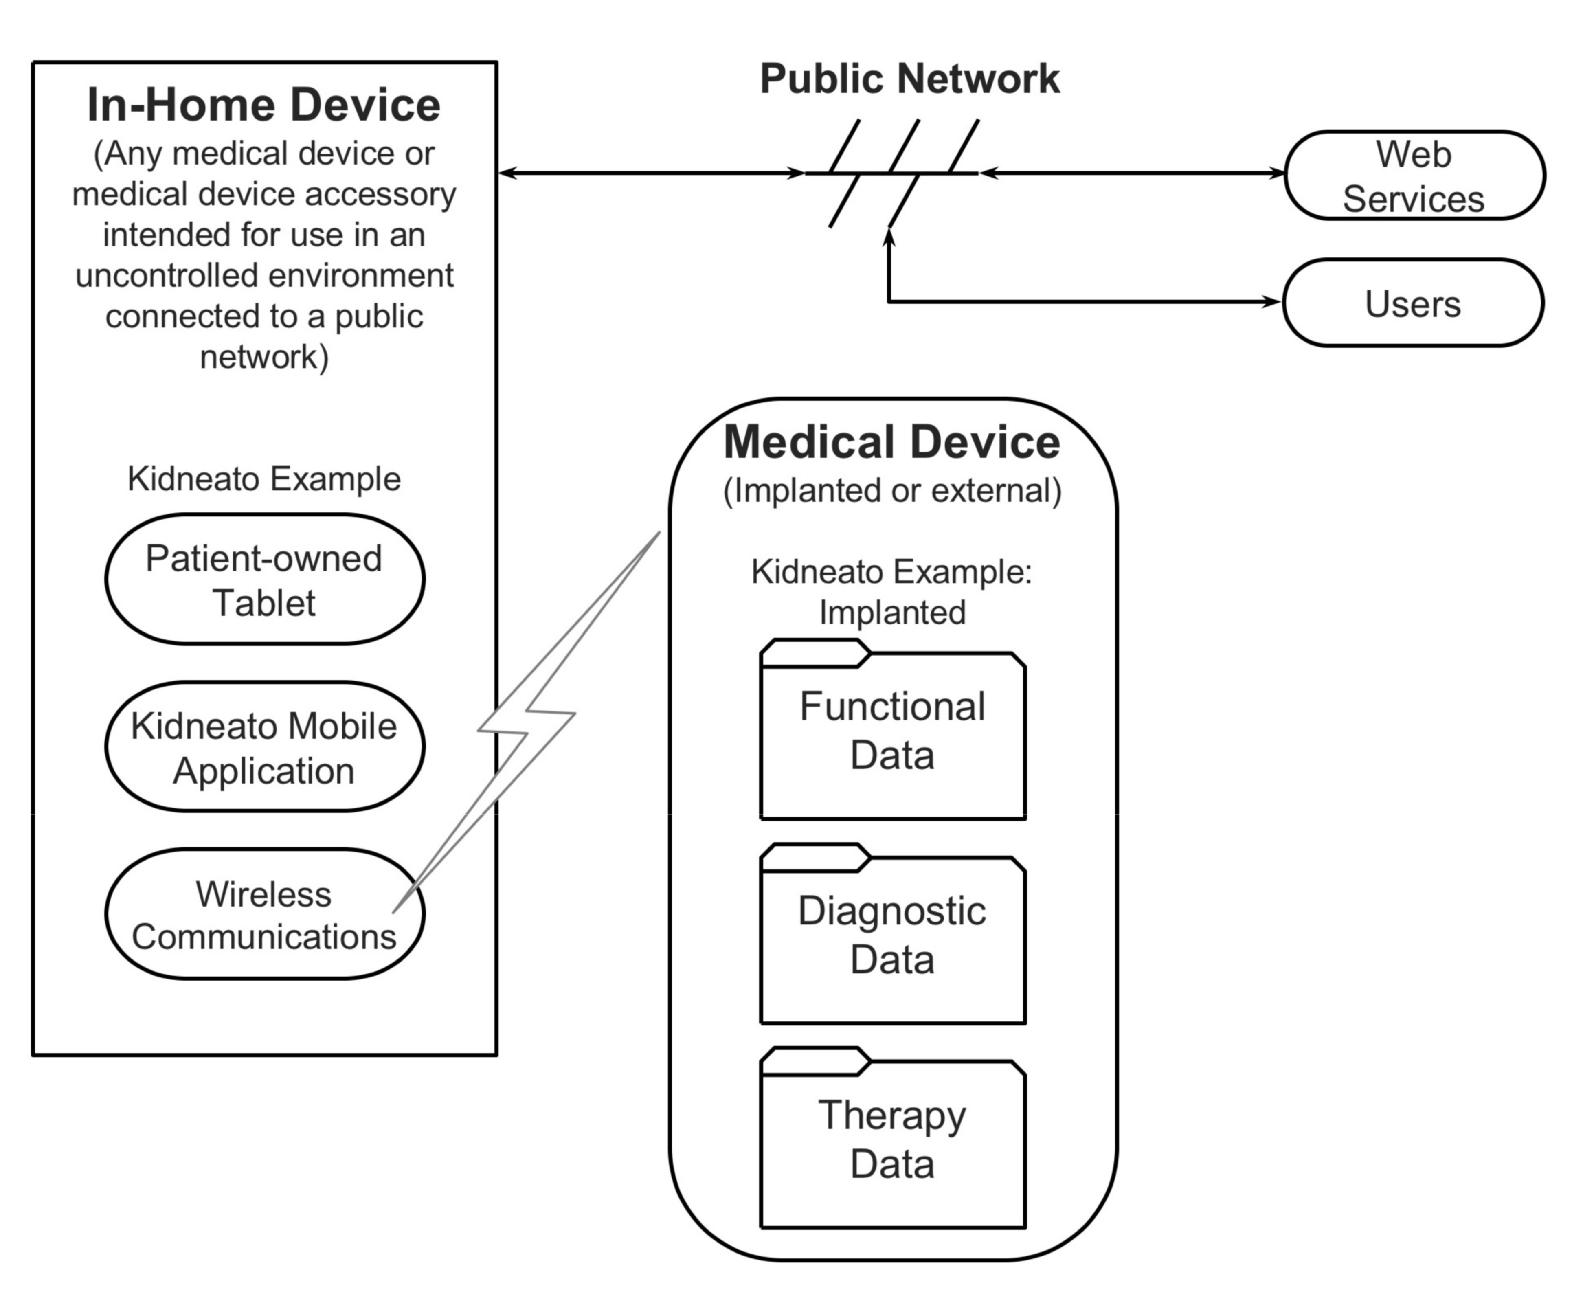 In-Home Device
(Any medical device or
medical device accessory
intended for use in an
uncontrolled environment
connected to a public
network)
Kidneato Example
Patient-owned
Tablet
Kidneato Mobile
Application
Wireless
Communications
Public Network
Web
Services
Users
Medical Device
(Implanted or external)
Kidneato Example:
Implanted
Functional
Data
Diagnostic
Data
Therapy
Data